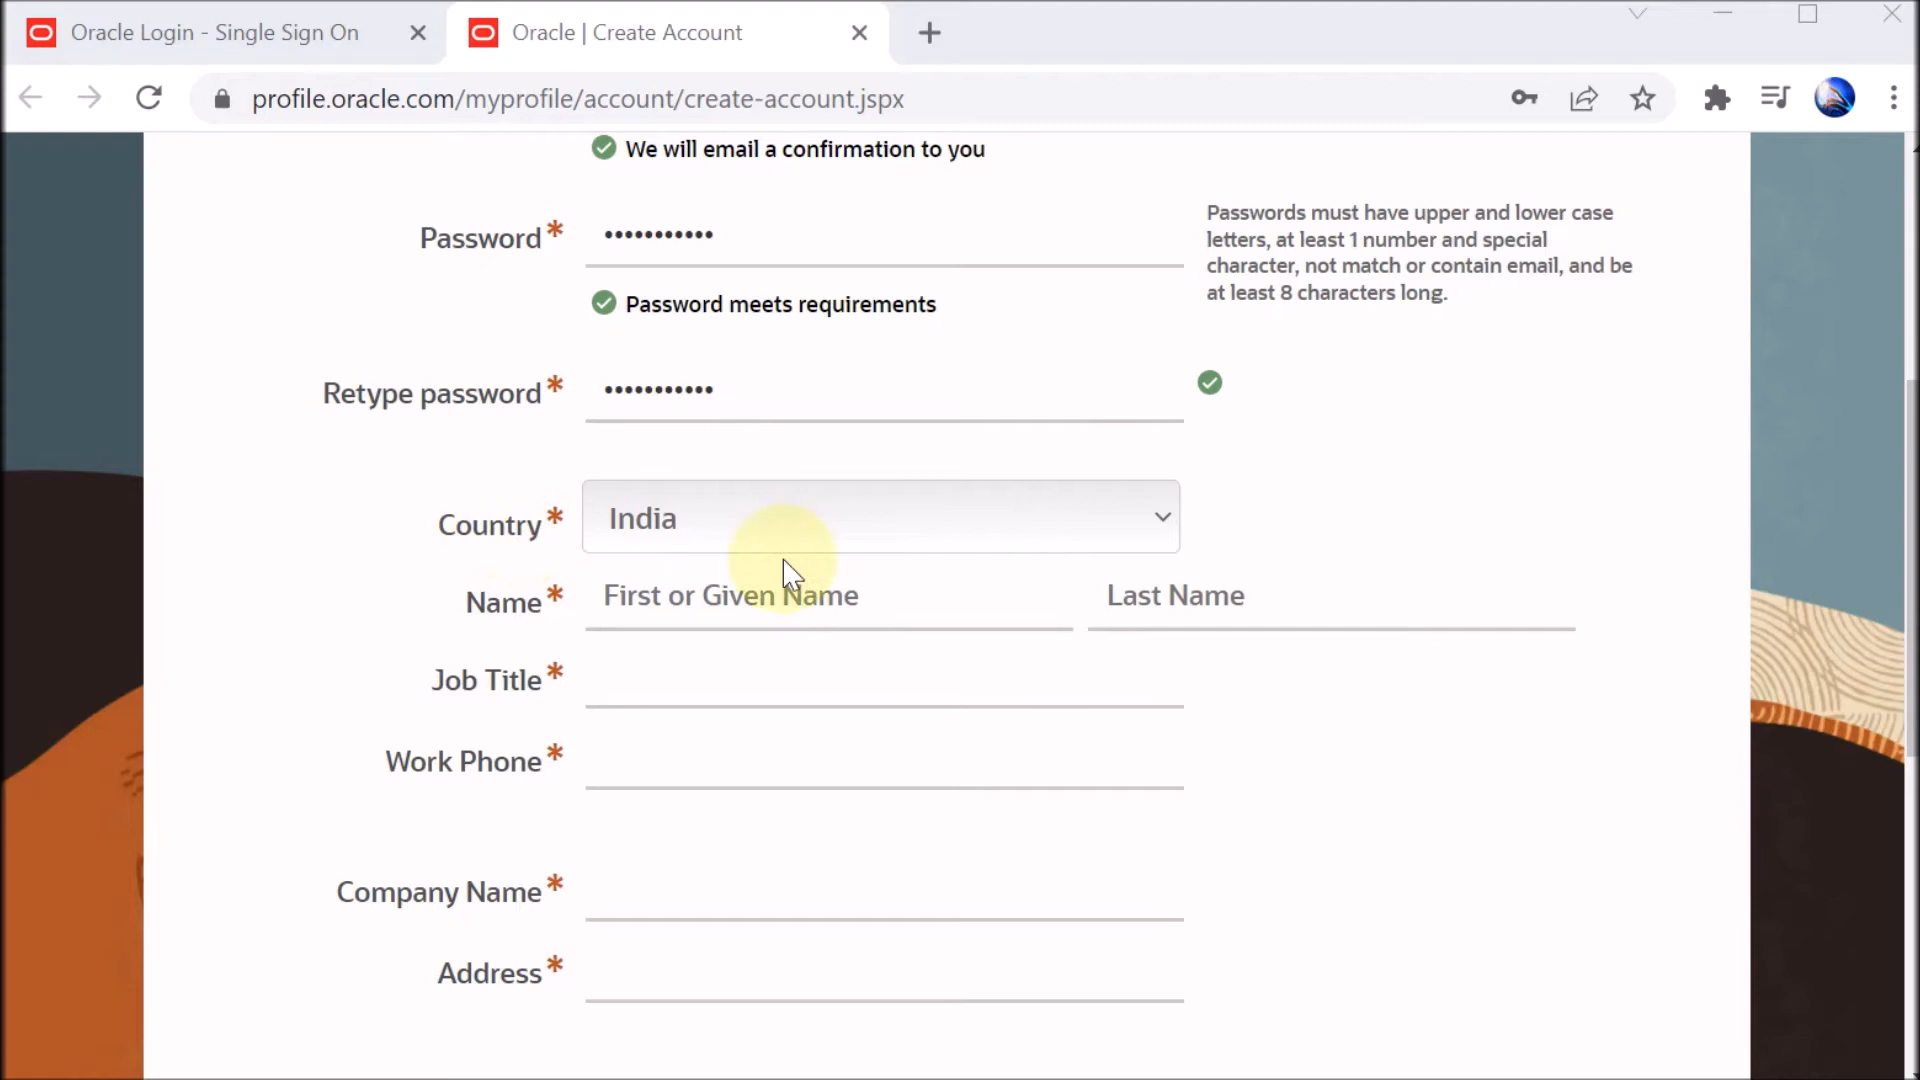 Oracle Login - Single Sign On
Oracle | Create Account
profile.oracle.com/myprofile/account/create-account.jspx
We will email a confirmation to you
Password*
•••••••••••
Passwords must have upper and lower case
letters, at least 1 number and special
character, not match or contain email, and be
at least 8 characters long.
Password meets requirements
Retype password*
•••••••••••
Country*
India
Name*
First or Given Name
Last Name
Job Title*
Work Phone*
Company Name*
Address*